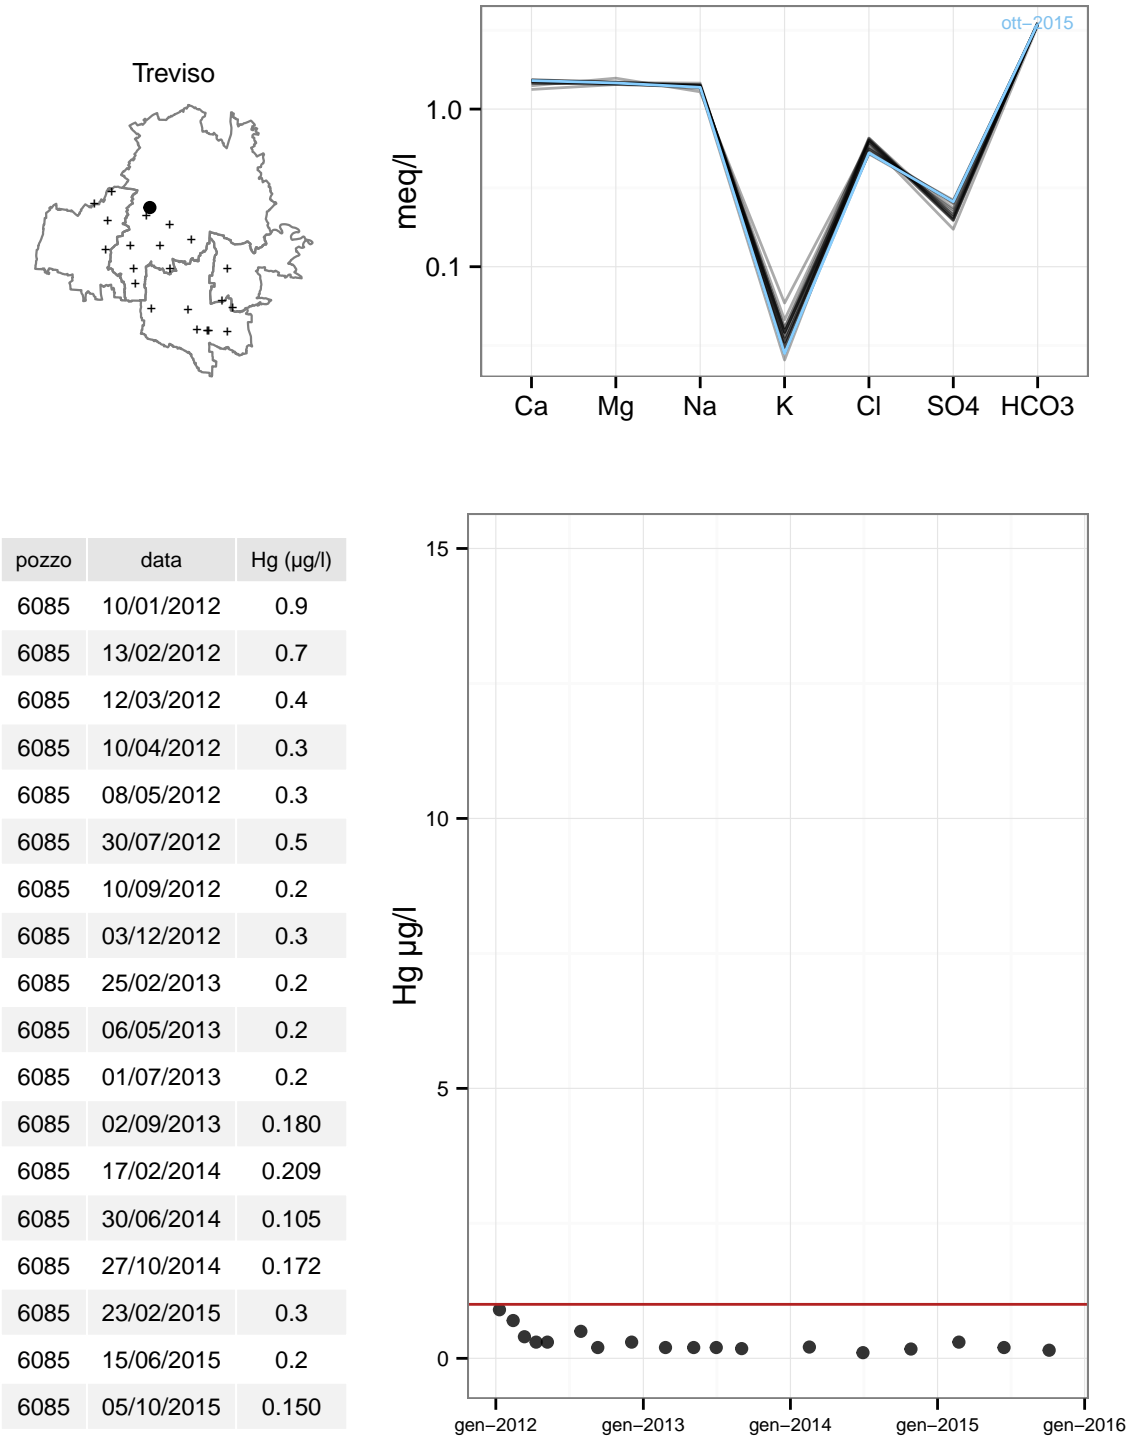 Treviso
ott–2015
meq/l
1.0
0.1
Ca Mg Na K Cl SO4 HCO3
pozzo data Hg (µg/l)
6085 10/01/2012 0.9
6085 13/02/2012 0.7
6085 12/03/2012 0.4
6085 10/04/2012 0.3
6085 08/05/2012 0.3
6085 30/07/2012 0.5
6085 10/09/2012 0.2
6085 03/12/2012 0.3
6085 25/02/2013 0.2
6085 06/05/2013 0.2
6085 01/07/2013 0.2
6085 02/09/2013 0.180
6085 17/02/2014 0.209
6085 30/06/2014 0.105
6085 27/10/2014 0.172
6085 23/02/2015 0.3
6085 15/06/2015 0.2
6085 05/10/2015 0.150
Hg µg/l
15
10
5
0
gen–2012 gen–2013 gen–2014 gen–2015 gen–2016